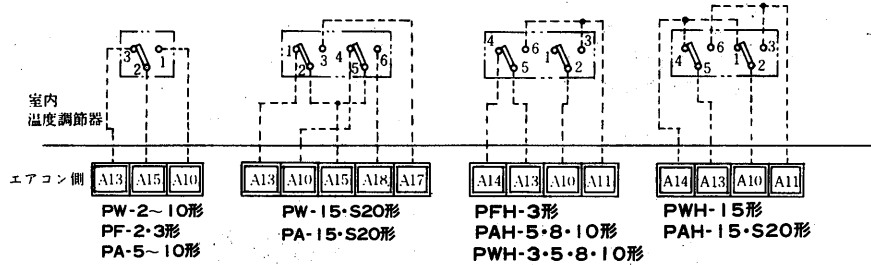 3 1 2
1 3 4 6 2 5
4 6 1 3 5 2
4 6 1 3 5 2
室内
温度調節器
エアコン側
A13 A15 A10
A13 A10 A15 A18 A17
A14 A13 A10 A11
A14 A13 A10 A11
PW-2~10形
PF-2・3形
PA-5~10形
PW-15・S20形
PA-15・S20形
PFH-3形
PAH-5・8・10形
PWH-3・5・8・10形
PWH-15形
PAH-15・S20形